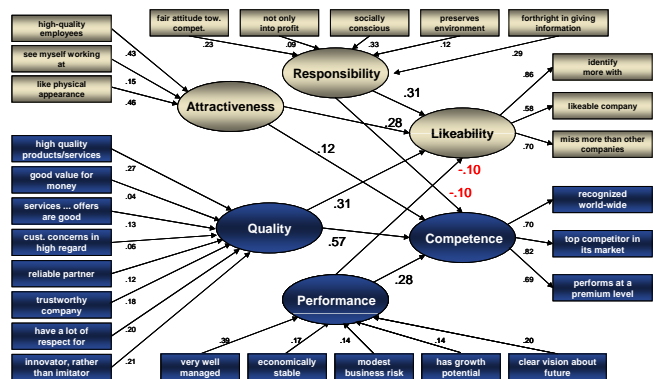 high-quality
employees
see myself working
at
like physical
appearance
.43
.15
.46
fair attitude tow.
compet.
not only
into profit
socially
conscious
preserves
environment
forthright in giving
information
.23
.09
.33
.12
.29
Responsibility
Attractiveness
.31
.28
.12
Likeability
.86
.58
.70
identify
more with
likeable company
miss more than other
companies
high quality
products/services
good value for
money
services ... offers
are good
cust. concerns in
high regard
reliable partner
trustworthy
company
have a lot of
respect for
innovator, rather
than imitator
.27
.04
.13
.06
.12
.18
.20
.21
Quality
.31
.57
-.10
-.10
Competence
.70
.82
.69
recognized
world-wide
top competitor in
its market
performs at a
premium level
.28
Performance
.39
.17
.14
.14
.20
very well
managed
economically
stable
modest
business risk
has growth
potential
clear vision about
future